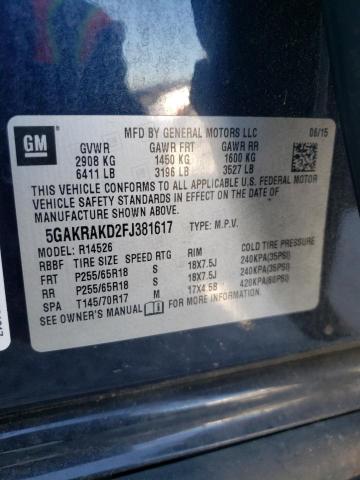 GM
MFD BY GENERAL MOTORS LLC 06/15
GVWR GAWR FRT GAWR RR
2908 KG 1450 KG 1600 KG
6411 LB 3196 LB 3527 LB
THIS VEHICLE CONFORMS TO ALL APPLICABLE U.S. FEDERAL MOTOR
VEHICLE SAFETY STANDARDS IN EFFECT ON THE
DATE OF MANUFACTURE SHOWN ABOVE.
5GAKRAKD2FJ381617 TYPE: M.P.V.
MODEL: R14526
RBBF TIRE SIZE SPEED RTG RIM COLD TIRE PRESSURE
FRT P255/65R18 S 18X7.5J 240KPA(35PSI)
RR P255/65R18 S 18X7.5J 240KPA(35PSI)
SPA T145/70R17 M 17X4.5B 420KPA(60PSI)
SEE OWNER'S MANUAL FOR MORE INFORMATION